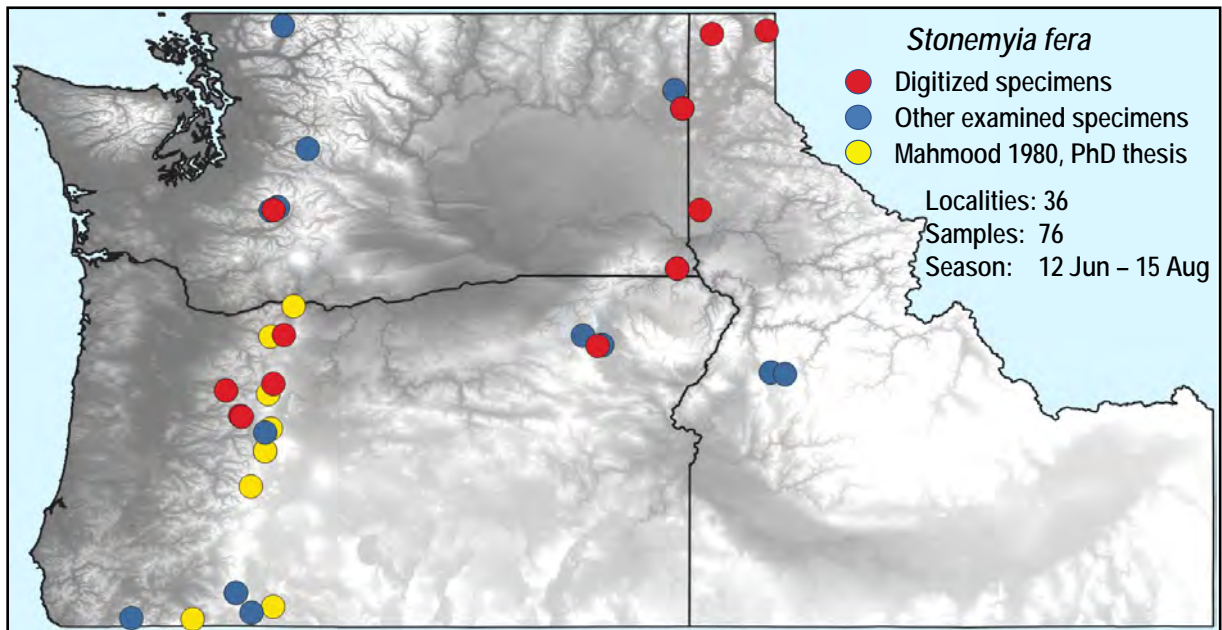 Stonemyia fera
Digitized specimens
Other examined specimens
Mahmood 1980, PhD thesis
Localities: 36
Samples: 76
Season: 12 Jun – 15 Aug